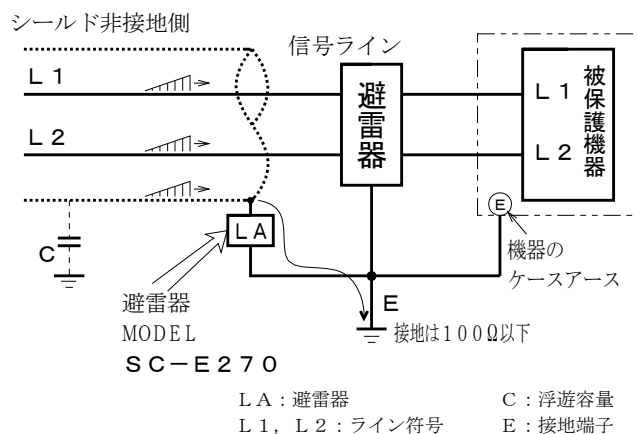 シールド非接地側
信号ライン
L1
L2
避雷器
L1
L2
被保護機器
E
LA
C
機器の
ケースアース
避雷器
MODEL
SC－E270
E
接地は100Ω以下
LA：避雷器
C：浮遊容量
L1，L2：ライン符号
E：接地端子